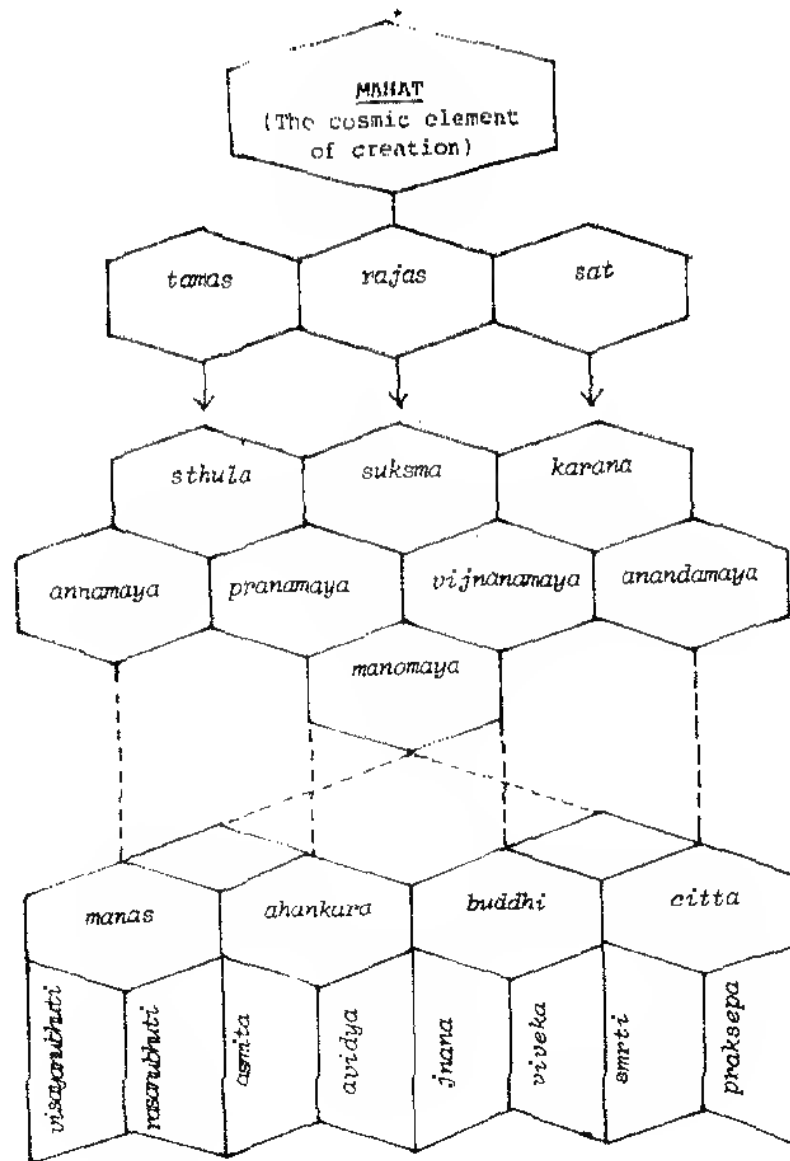 MAHAT
(The cosmic element
of creation)
tamas rajas sat
sthula suksma karana
annamaya pranamaya vijnanamaya anandamaya
manomaya
manas ahankara buddhi citta
visayanubhuti rasanubhuti asmita avidya jnana viveka smrti praksepa